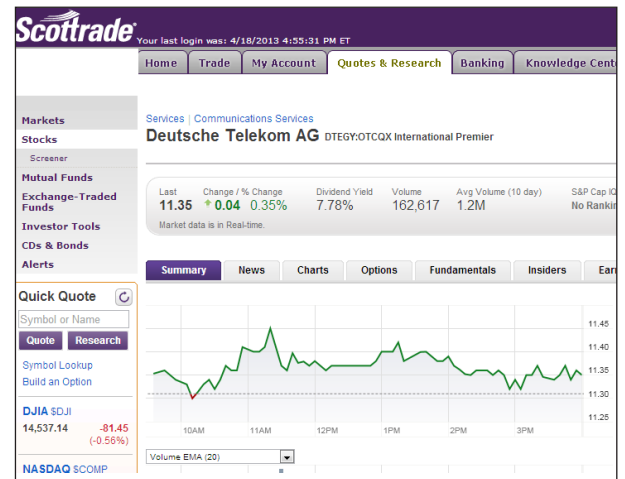 Scottrade
Your last login was: 4/18/2013 4:55:31 PM ET
Home Trade My Account Quotes & Research Banking Knowledge Cent
Markets
Stocks
Screener
Mutual Funds
Exchange-Traded
Funds
Investor Tools
CDs & Bonds
Alerts
Quick Quote
Symbol or Name
Quote Research
Symbol Lookup
Build an Option
DJIA $DJI
14,537.14 -81.45
(-0.56%)
NASDAQ $COMP
Services | Communications Services
Deutsche Telekom AG DTEGY:OTCQX International Premier
Last Change / % Change Dividend Yield Volume Avg Volume (10 day) S&P Cap IQ
11.35 0.04 0.35% 7.78% 162,617 1.2M No Rankin
Market data is in Real-time.
Summary News Charts Options Fundamentals Insiders Earn
11.45
11.40
11.35
11.30
11.25
10AM 11AM 12PM 1PM 2PM 3PM
Volume EMA (20)